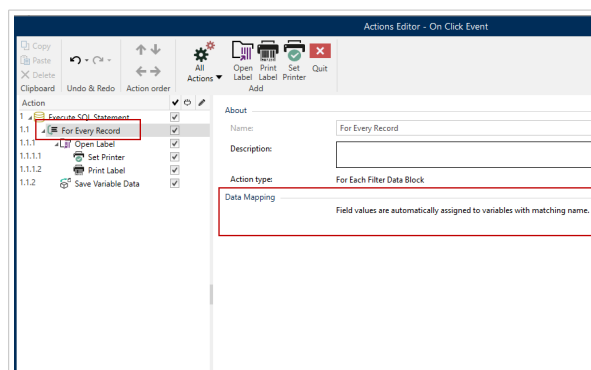 Actions Editor - On Click Event
Copy
Paste
Delete
Clipboard
Undo & Redo
Action order
All Actions
Open Label
Print Label
Set Printer
Quit
Add
Action
1 Execute SQL Statement
1.1 For Every Record
1.1.1 Open Label
1.1.1.1 Set Printer
1.1.1.2 Print Label
1.1.2 Save Variable Data
About
Name: For Every Record
Description:
Action type: For Each Filter Data Block
Data Mapping
Field values are automatically assigned to variables with matching name.